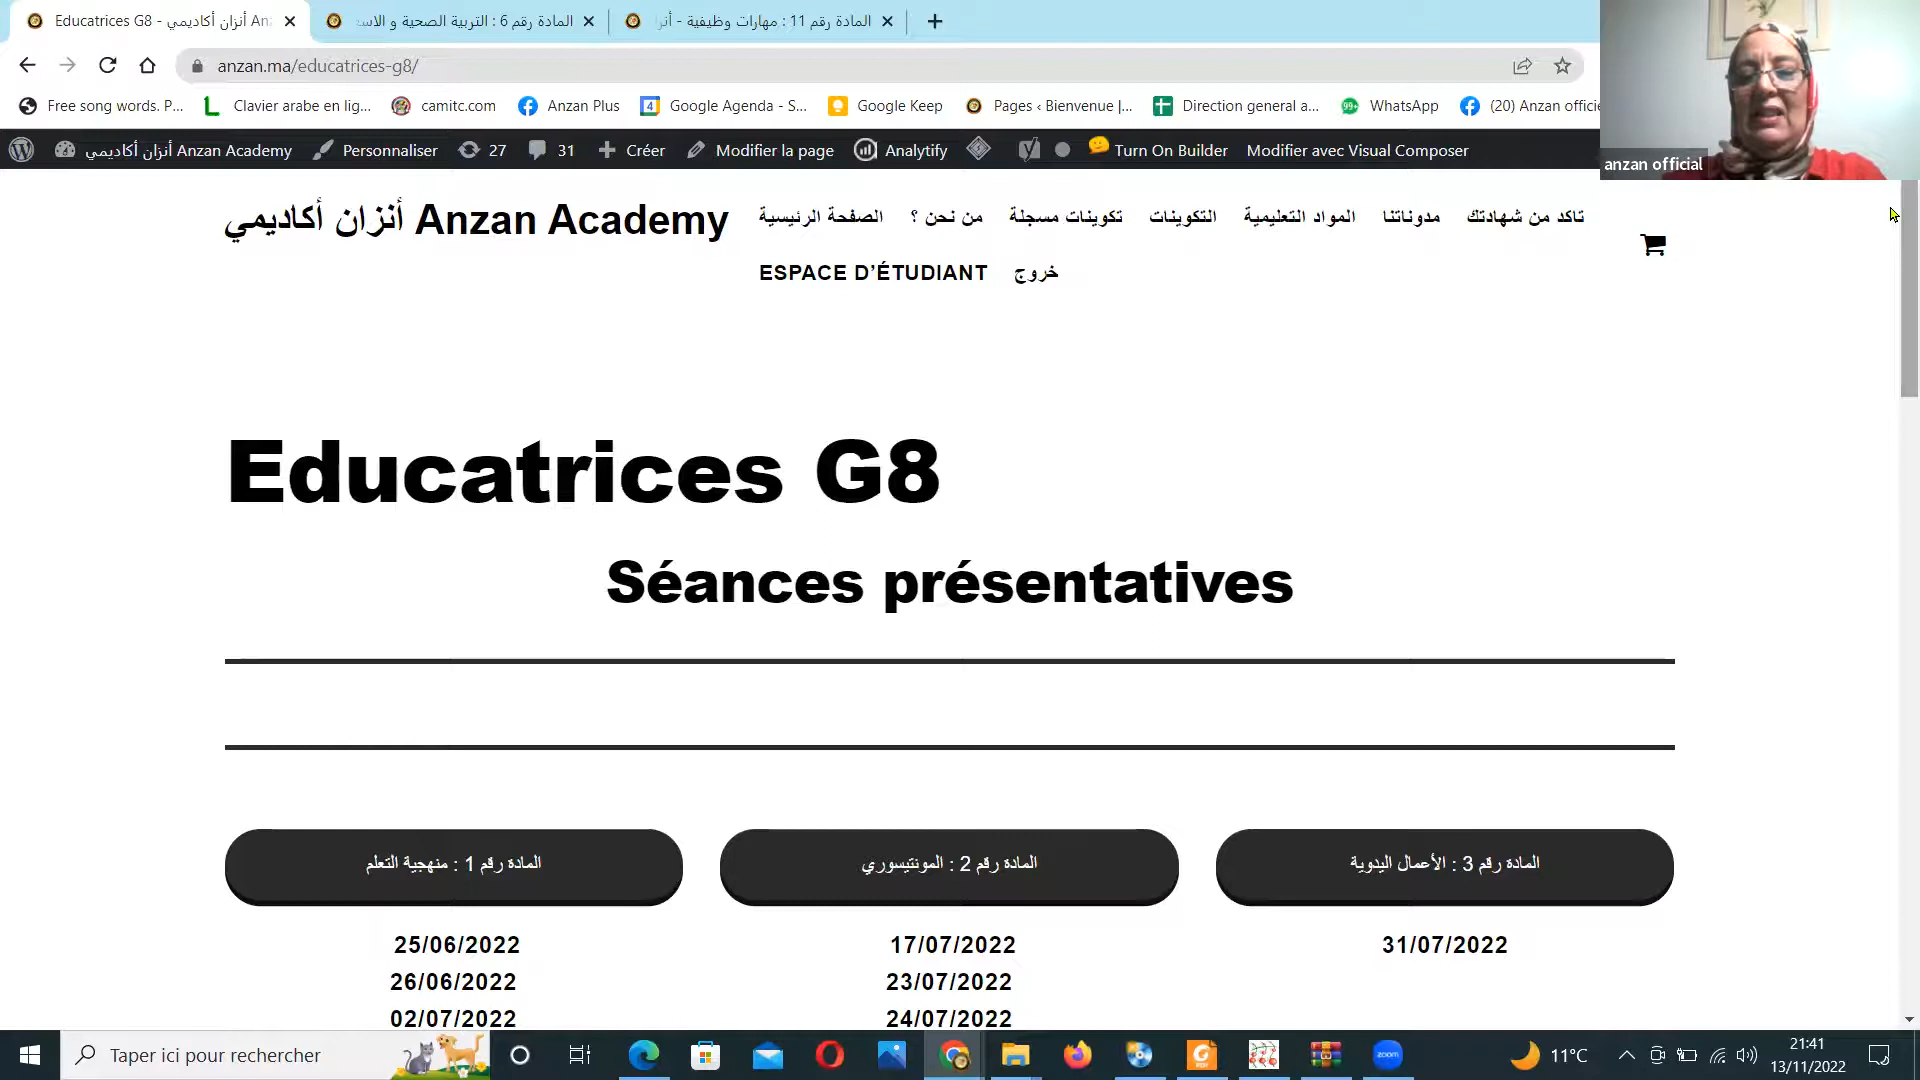 Educatrices G8 - أنزان أكاديمي An
المادة رقم 6 : التربية الصحية و الاسـ
المادة رقم 11 : مهارات وظيفية - أنز
anzan.ma/educatrices-g8/
Free song words. P...
Clavier arabe en lig...
camitc.com
Anzan Plus
4
Google Agenda - S...
Google Keep
Pages ‹ Bienvenue |...
Direction general a...
99+
WhatsApp
(20) Anzan officie
أنزان أكاديمي Anzan Academy
Personnaliser
27
31
Créer
Modifier la page
Analytify
Turn On Builder
Modifier avec Visual Composer
anzan official
أنزان أكاديمي Anzan Academy
الصفحة الرئيسية
من نحن ؟
تكوينات مسجلة
التكوينات
المواد التعليمية
مدوناتنا
تاكد من شهادتك
ESPACE D’ÉTUDIANT
خروج
Educatrices G8
Séances présentatives
المادة رقم 1 : منهجية التعلم
المادة رقم 2 : المونتيسوري
المادة رقم 3 : الأعمال اليدوية
25/06/2022
17/07/2022
31/07/2022
26/06/2022
23/07/2022
02/07/2022
24/07/2022
Taper ici pour rechercher
zoom
11°C
21:41
13/11/2022